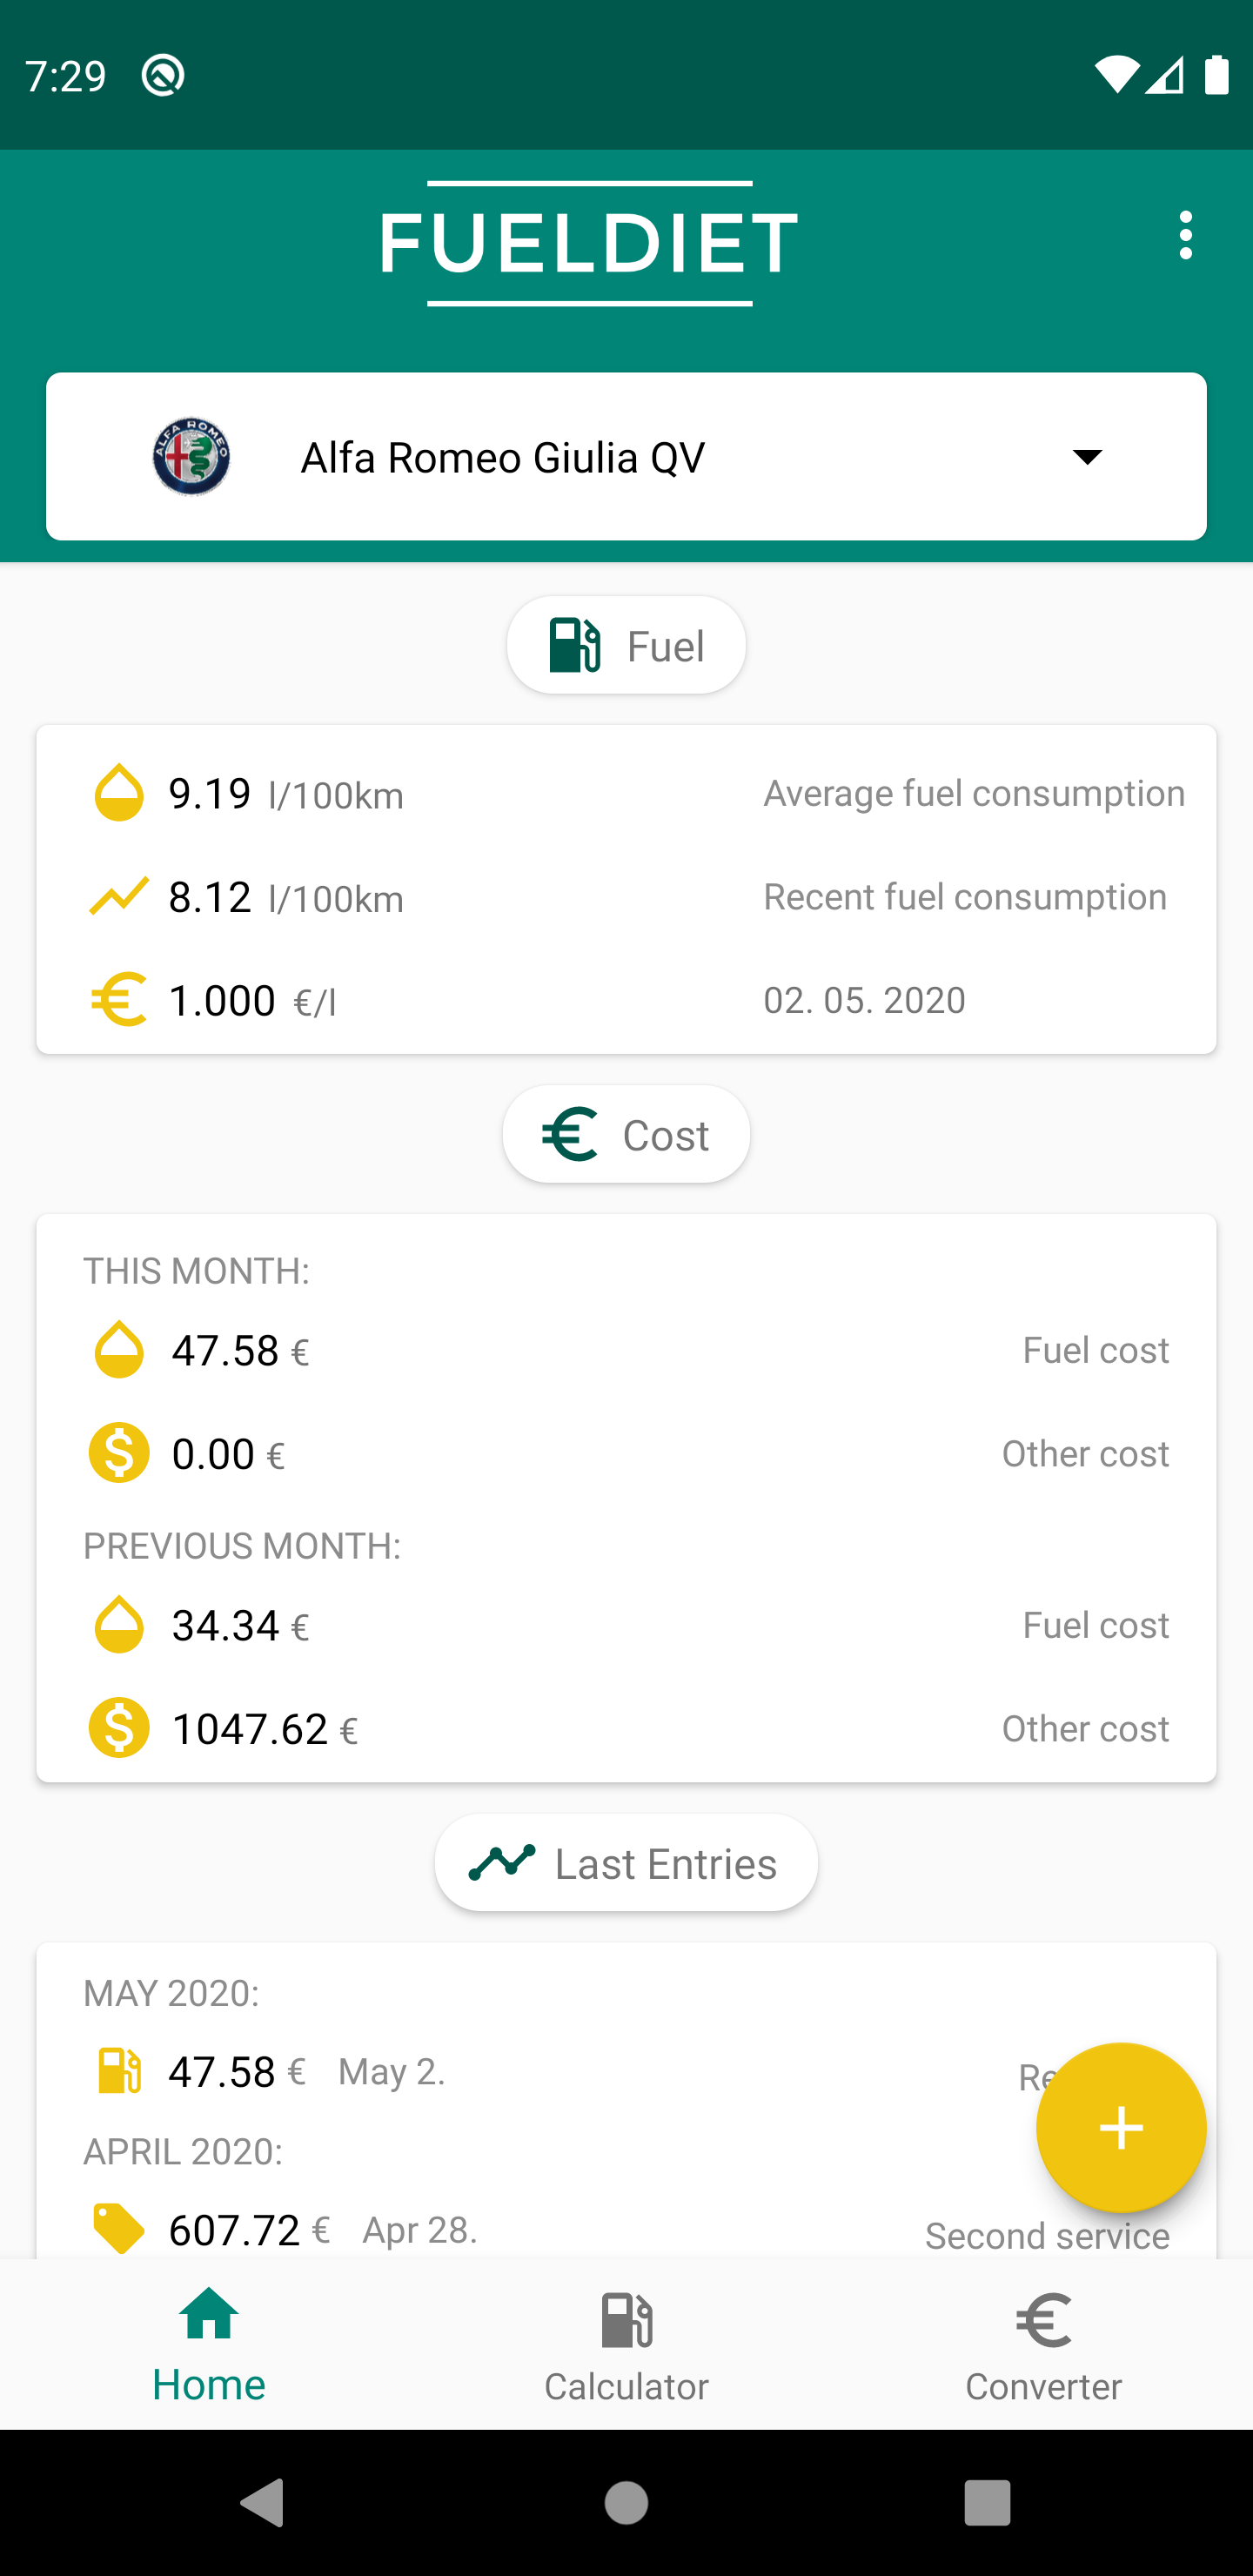 7:29
FUELDIET
Alfa Romeo Giulia QV
Fuel
9.19 l/100km Average fuel consumption
8.12 l/100km Recent fuel consumption
1.000 €/l 02. 05. 2020
Cost
THIS MONTH:
47.58 € Fuel cost
0.00 € Other cost
PREVIOUS MONTH:
34.34 € Fuel cost
1047.62 € Other cost
Last Entries
MAY 2020:
47.58 € May 2.
APRIL 2020:
607.72 € Apr 28. Second service
Home
Calculator
Converter